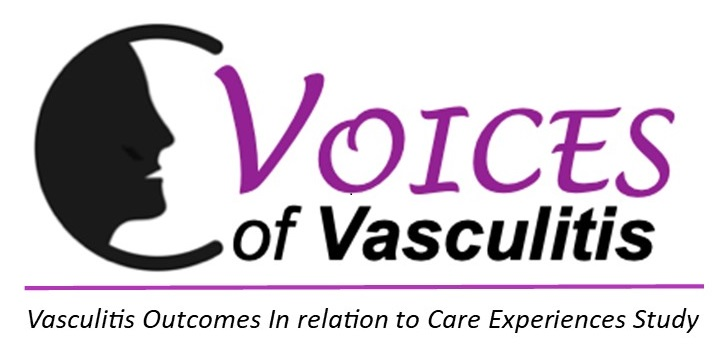 VOICES
of Vasculitis
Vasculitis Outcomes In relation to Care Experiences Study